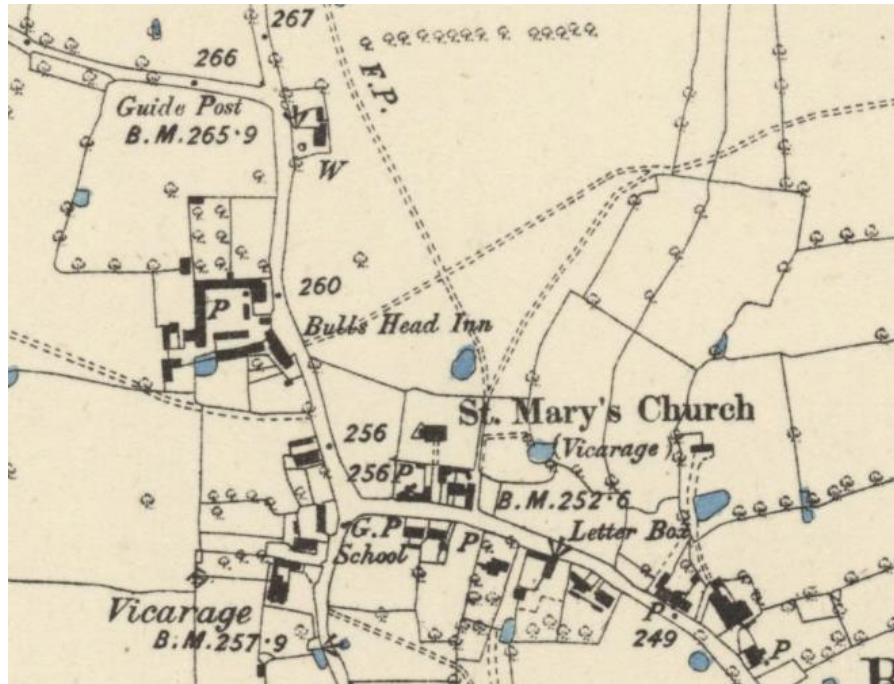 267
266
F.P.
Guide Post
B.M.265·9
W
260
P
Bull's Head Inn
St. Mary's Church
(Vicarage)
256
256 P
B.M.252·6
G.P
School
P
Letter Box
Vicarage
B.M.257·9
P
249
P
B